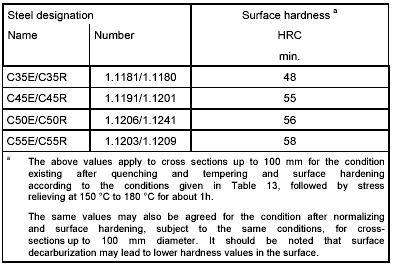 Steel designation Surface hardness a
Name Number HRC
min.
C35E/C35R 1.1181/1.1180 48
C45E/C45R 1.1191/1.1201 55
C50E/C50R 1.1206/1.1241 56
C55E/C55R 1.1203/1.1209 58
a The above values apply to cross sections up to 100 mm for the condition
existing after quenching and tempering and surface hardening
according to the conditions given in Table 13, followed by stress
relieving at 150 °C to 180 °C for about 1h.
The same values may also be agreed for the condition after normalizing
and surface hardening, subject to the same conditions, for cross-
sections up to 100 mm diameter. It should be noted that surface
decarburization may lead to lower hardness values in the surface.